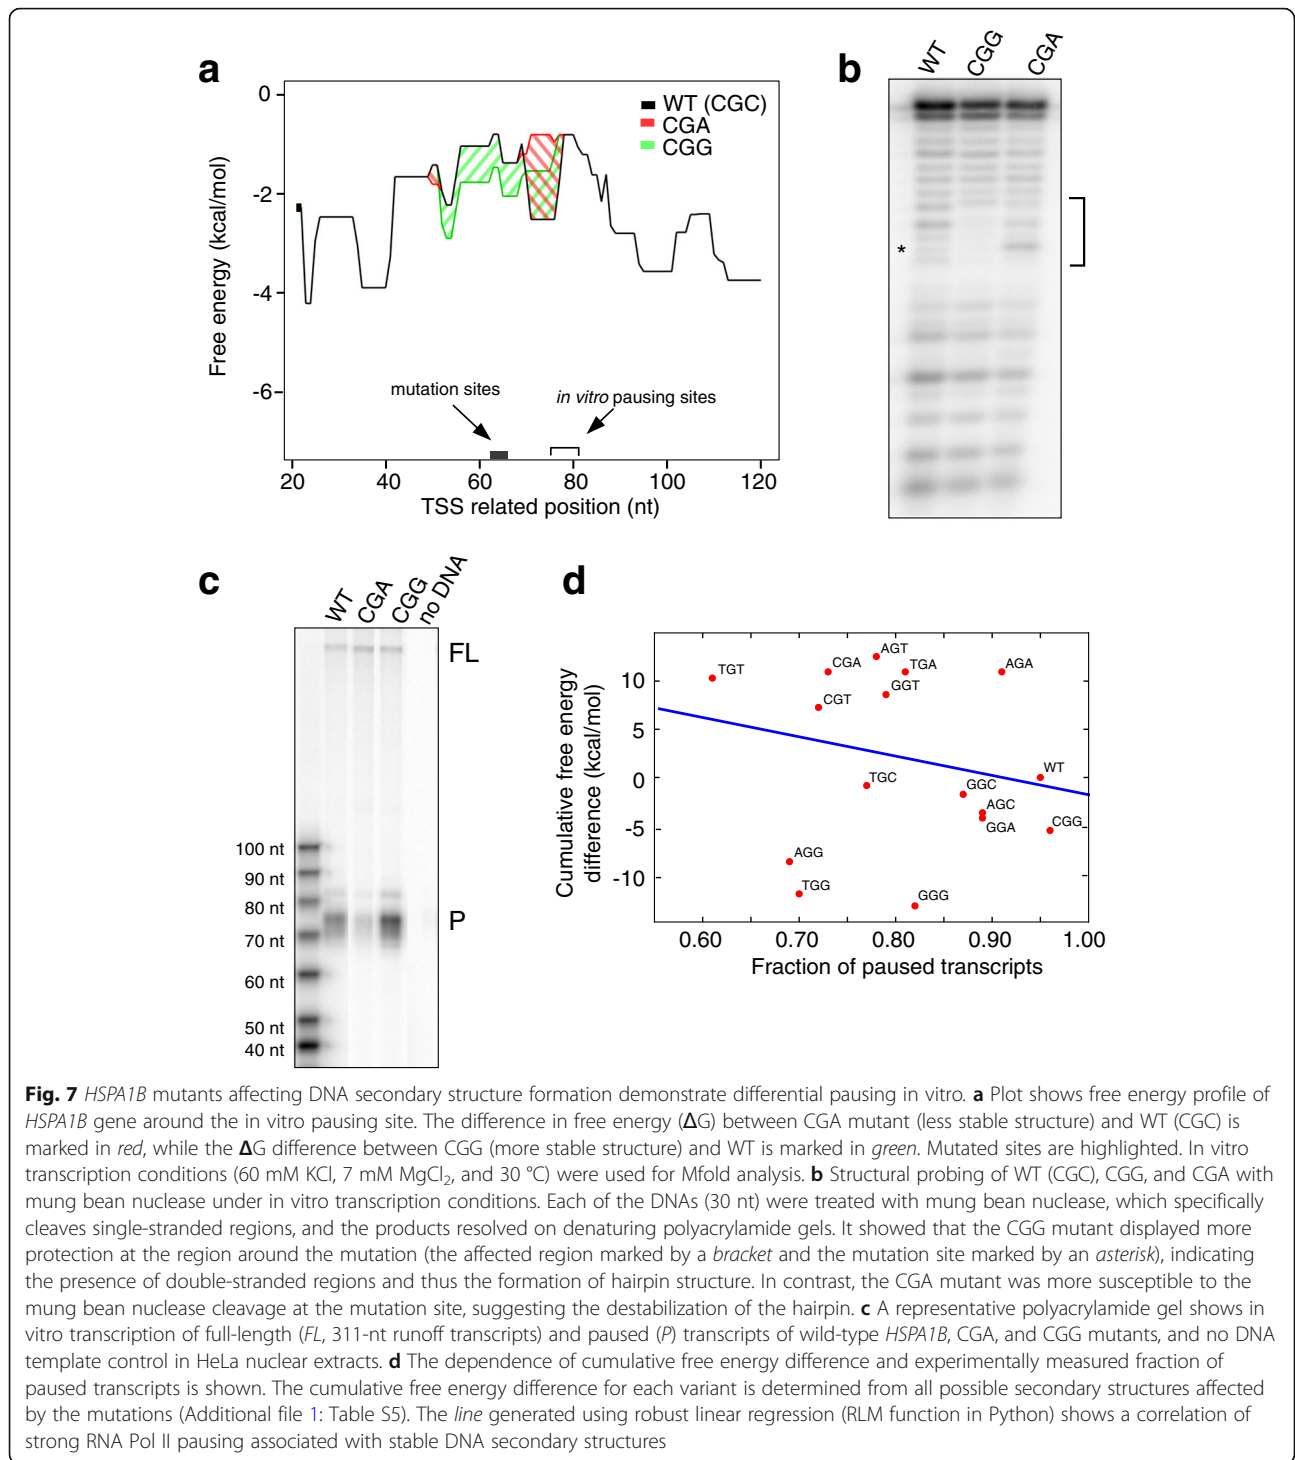 a
0
-2
-4
-6
Free energy (kcal/mol)
WT (CGC)
CGA
CGG
mutation sites
in vitro pausing sites
20 40 60 80 100 120
TSS related position (nt)
b
WT CGG CGA
*
c
WT CGA CGG no DNA
FL
100 nt
90 nt
80 nt
P
70 nt
60 nt
50 nt
40 nt
d
Cumulative free energy
difference (kcal/mol)
10
5
0
-5
-10
TGT
CGA
AGT
TGA
AGA
CGT
GGT
TGC
WT
GGC
AGC
GGA
CGG
AGG
TGG
GGG
0.60 0.70 0.80 0.90 1.00
Fraction of paused transcripts
Fig. 7 HSPA1B mutants affecting DNA secondary structure formation demonstrate differential pausing in vitro. a Plot shows free energy profile of
HSPA1B gene around the in vitro pausing site. The difference in free energy (ΔG) between CGA mutant (less stable structure) and WT (CGC) is
marked in red, while the ΔG difference between CGG (more stable structure) and WT is marked in green. Mutated sites are highlighted. In vitro
transcription conditions (60 mM KCl, 7 mM MgCl₂, and 30 °C) were used for Mfold analysis. b Structural probing of WT (CGC), CGG, and CGA with
mung bean nuclease under in vitro transcription conditions. Each of the DNAs (30 nt) were treated with mung bean nuclease, which specifically
cleaves single-stranded regions, and the products resolved on denaturing polyacrylamide gels. It showed that the CGG mutant displayed more
protection at the region around the mutation (the affected region marked by a bracket and the mutation site marked by an asterisk), indicating
the presence of double-stranded regions and thus the formation of hairpin structure. In contrast, the CGA mutant was more susceptible to the
mung bean nuclease cleavage at the mutation site, suggesting the destabilization of the hairpin. c A representative polyacrylamide gel shows in
vitro transcription of full-length (FL, 311-nt runoff transcripts) and paused (P) transcripts of wild-type HSPA1B, CGA, and CGG mutants, and no DNA
template control in HeLa nuclear extracts. d The dependence of cumulative free energy difference and experimentally measured fraction of
paused transcripts is shown. The cumulative free energy difference for each variant is determined from all possible secondary structures affected
by the mutations (Additional file 1: Table S5). The line generated using robust linear regression (RLM function in Python) shows a correlation of
strong RNA Pol II pausing associated with stable DNA secondary structures